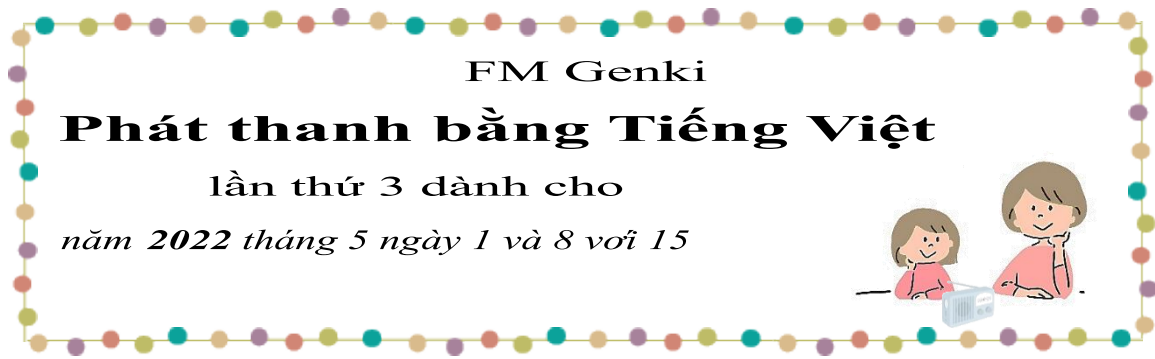 FM Genki
Phát thanh bằng Tiếng Việt
lần thứ 3 dành cho
năm 2022 tháng 5 ngày 1 và 8 vơí 15